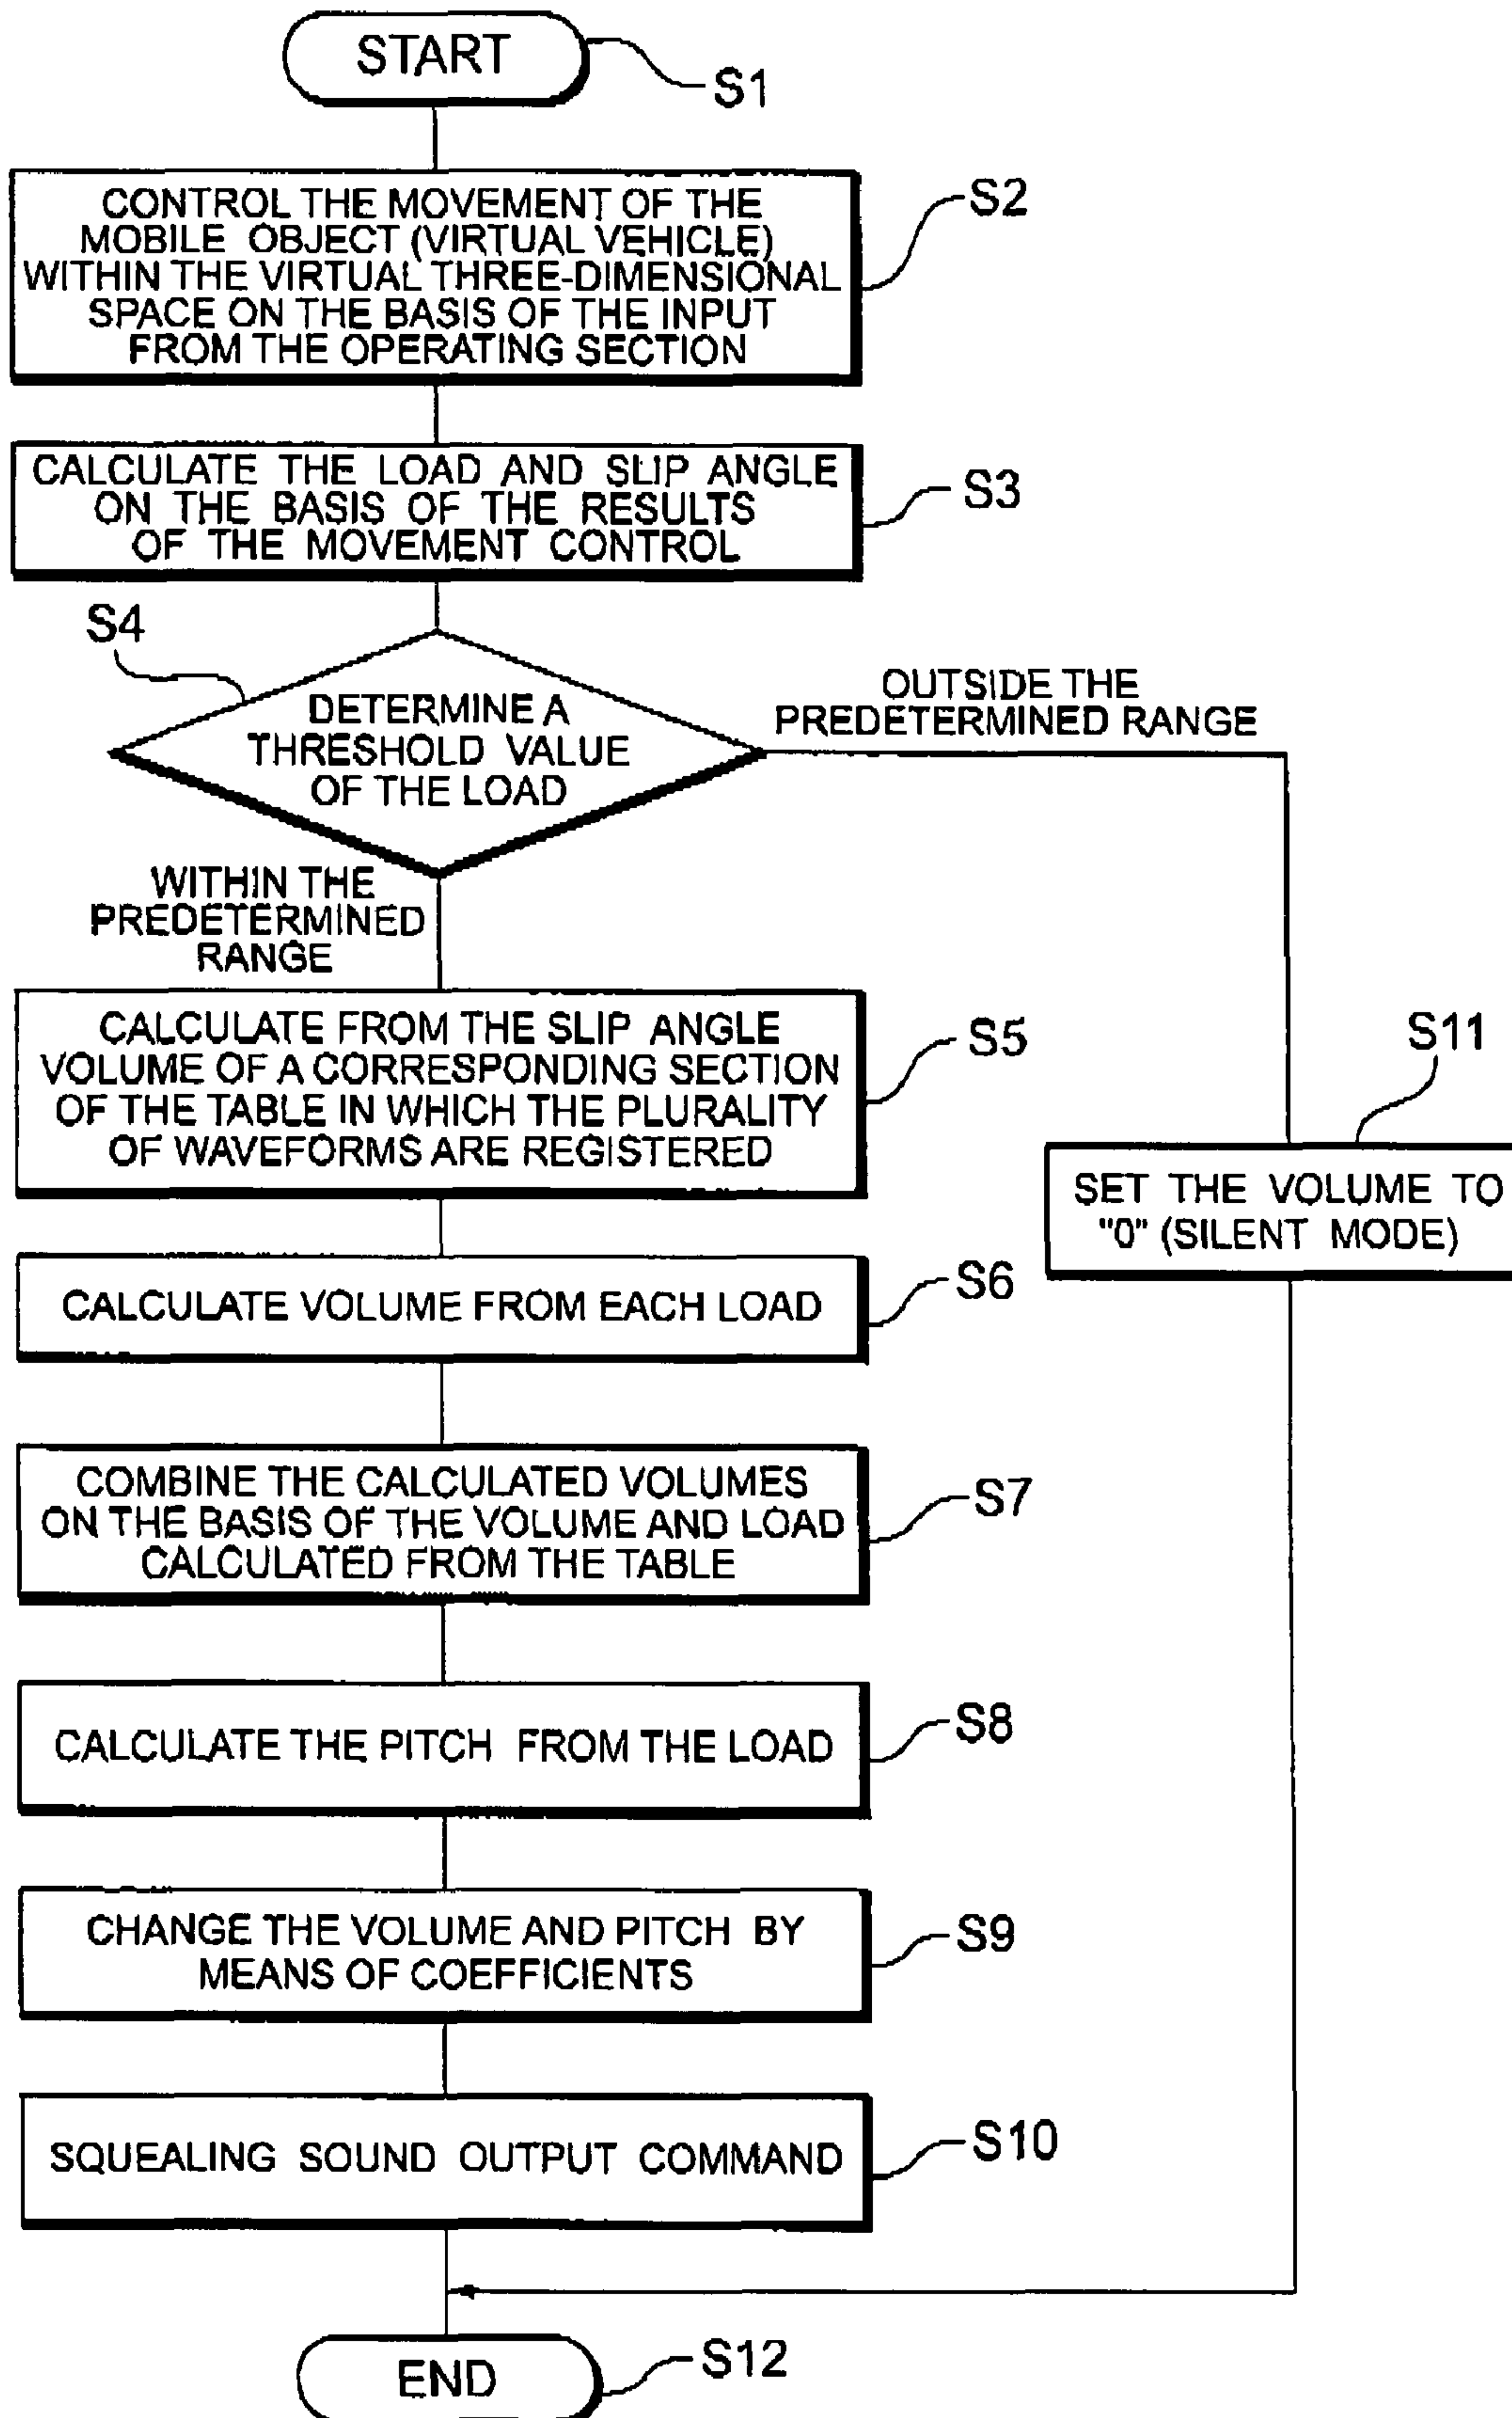 START
S1
CONTROL THE MOVEMENT OF THE
MOBILE OBJECT (VIRTUAL VEHICLE)
WITHIN THE VIRTUAL THREE-DIMENSIONAL
SPACE ON THE BASIS OF THE INPUT
FROM THE OPERATING SECTION
S2
CALCULATE THE LOAD AND SLIP ANGLE
ON THE BASIS OF THE RESULTS
OF THE MOVEMENT CONTROL
S3
S4
DETERMINE A
THRESHOLD VALUE
OF THE LOAD
OUTSIDE THE
PREDETERMINED RANGE
WITHIN THE
PREDETERMINED
RANGE
CALCULATE FROM THE SLIP ANGLE
VOLUME OF A CORRESPONDING SECTION
OF THE TABLE IN WHICH THE PLURALITY
OF WAVEFORMS ARE REGISTERED
S5
S11
SET THE VOLUME TO
"0" (SILENT MODE)
CALCULATE VOLUME FROM EACH LOAD
S6
COMBINE THE CALCULATED VOLUMES
ON THE BASIS OF THE VOLUME AND LOAD
CALCULATED FROM THE TABLE
S7
CALCULATE THE PITCH FROM THE LOAD
S8
CHANGE THE VOLUME AND PITCH BY
MEANS OF COEFFICIENTS
S9
SQUEALING SOUND OUTPUT COMMAND
S10
END
S12